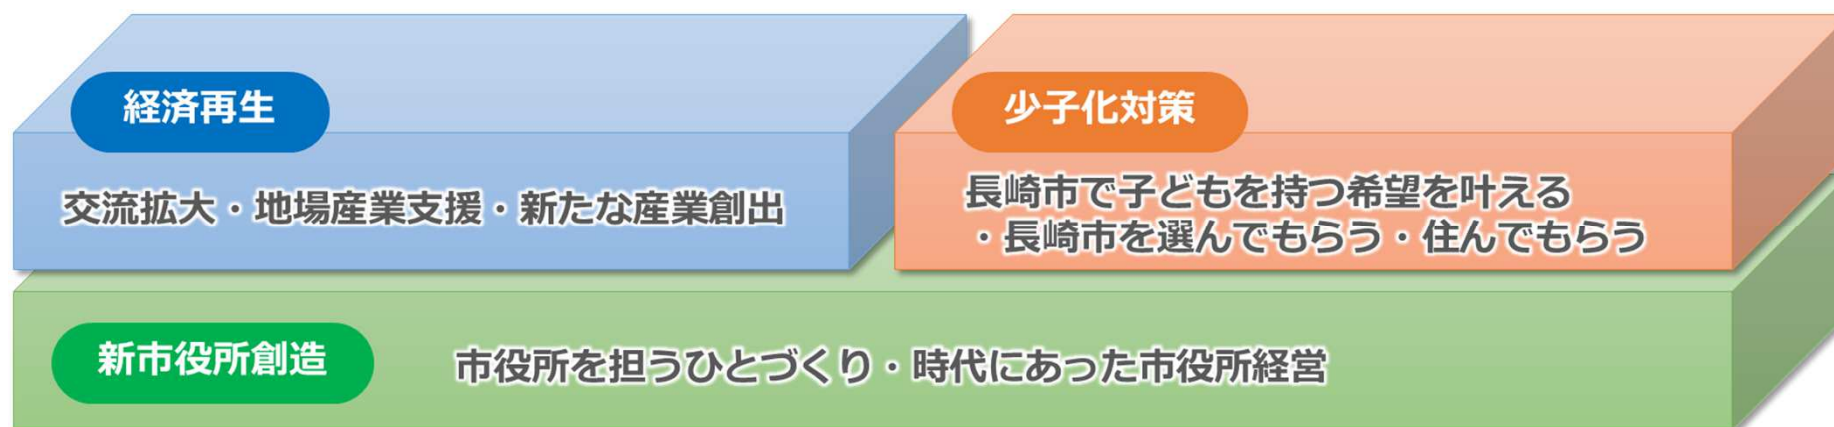 経済再生
交流拡大・地場産業支援・新たな産業創出
少子化対策
長崎市で子どもを持つ希望を叶える
・長崎市を選んでもらう・住んでもらう
新市役所創造
市役所を担うひとづくり・時代にあった市役所経営